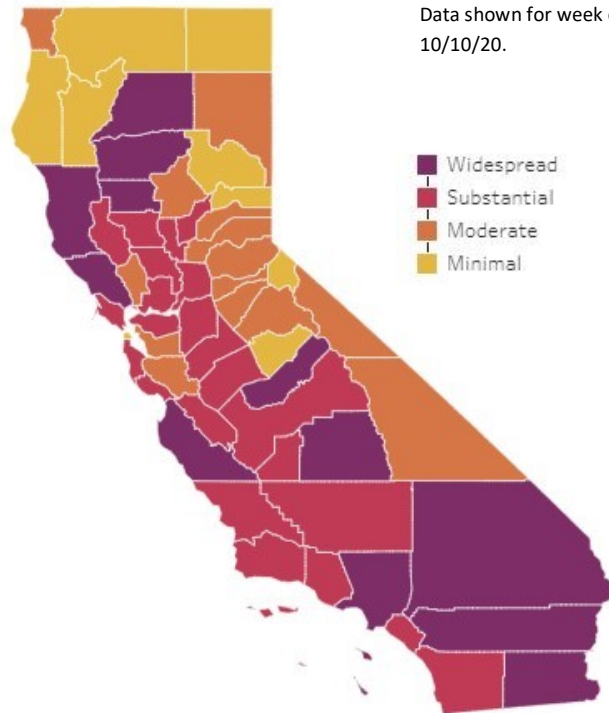 Data shown for week
10/10/20.
Widespread
Substantial
Moderate
Minimal